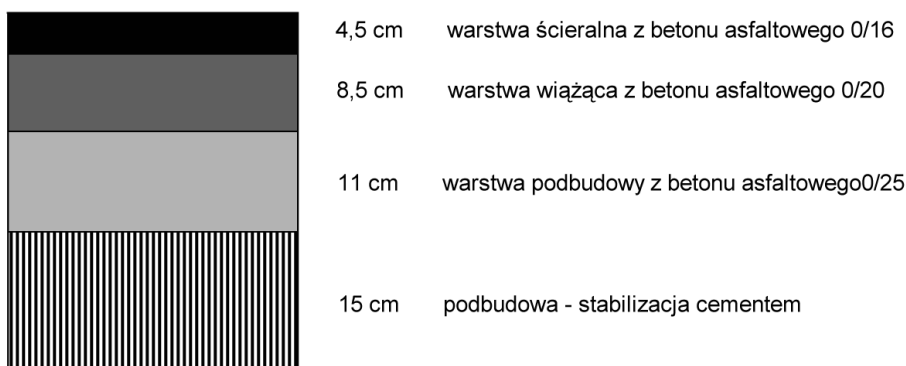 4,5 cm warstwa ścieralna z betonu asfaltowego 0/16
8,5 cm warstwa wiążąca z betonu asfaltowego 0/20
11 cm warstwa podbudowy z betonu asfaltowego0/25
15 cm podbudowa - stabilizacja cementem